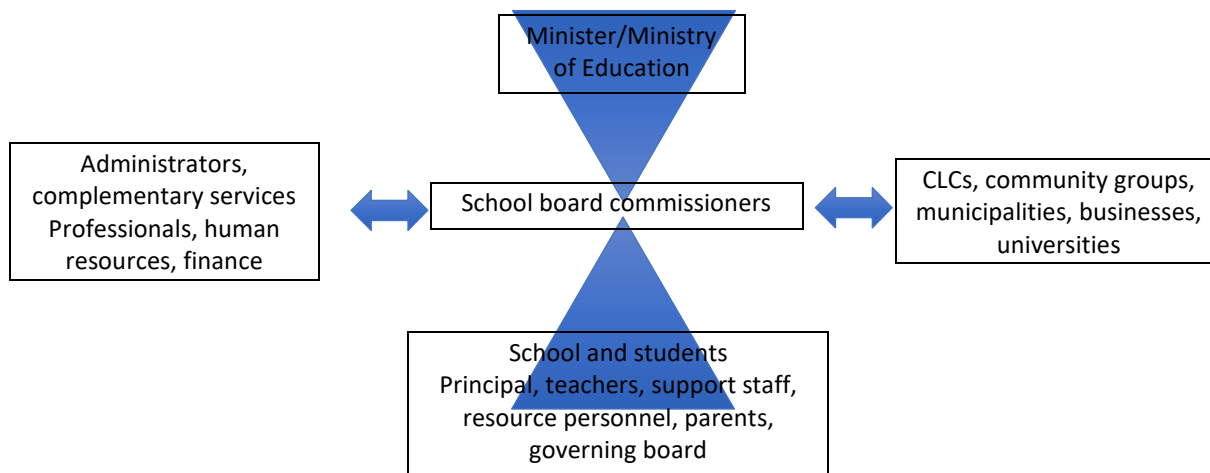 Minister/Ministry
of Education
Administrators,
complementary services
Professionals, human
resources, finance
School board commissioners
CLCs, community groups,
municipalities, businesses,
universities
School and students
Principal, teachers, support staff,
resource personnel, parents,
governing board